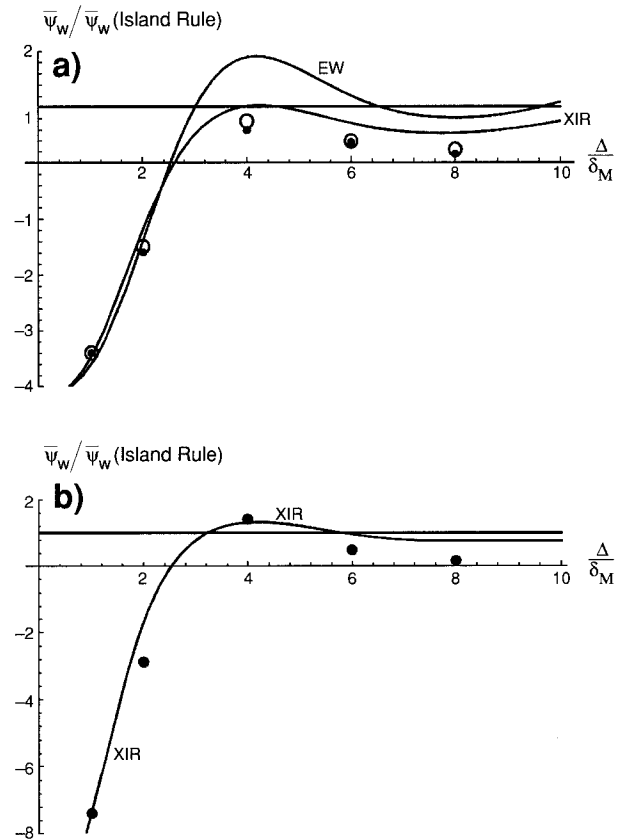 ψ̄w/ψ̄w (Island Rule)
a)
2
EW
1
XIR
Δ/δM
2 4 6 8 10
−1
−2
−3
−4
ψ̄w/ψ̄w (Island Rule)
b)
2
XIR
Δ/δM
2 4 6 8 10
−2
−4
XIR
−6
−8